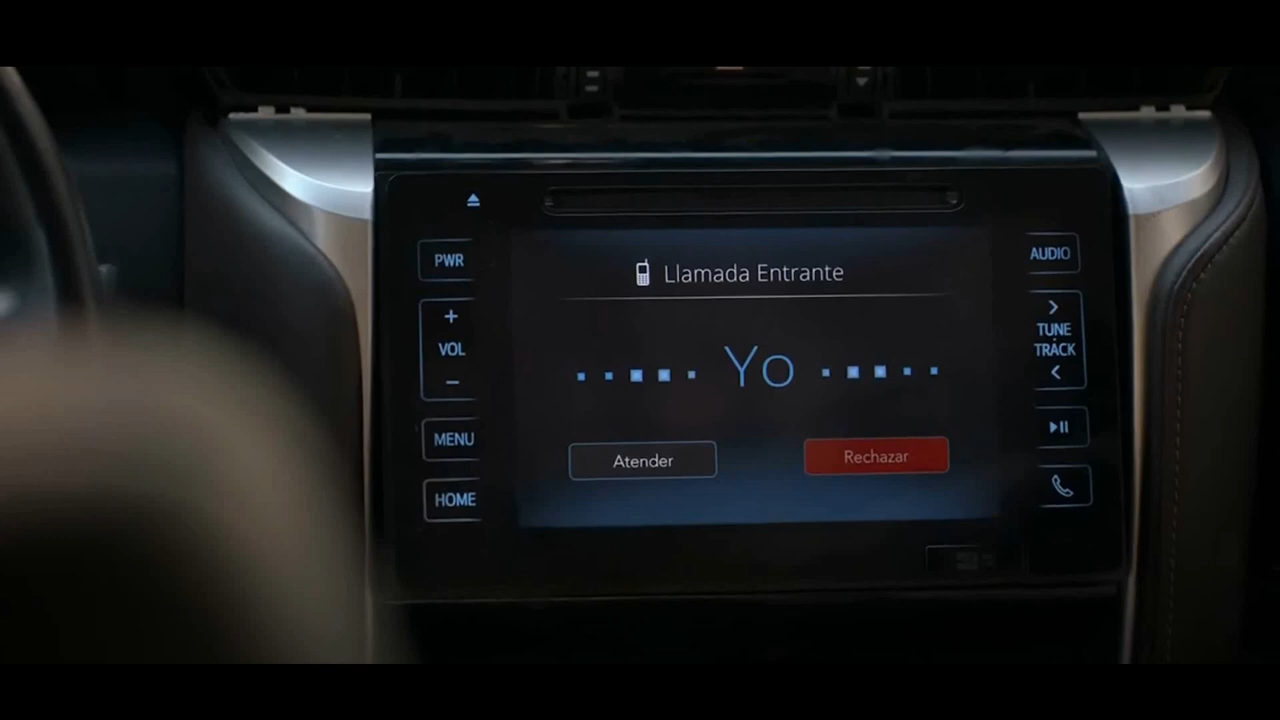 PWR
+
VOL
-
MENU
HOME
Llamada Entrante
Yo
Atender
Rechazar
AUDIO
>
TUNE
TRACK
<